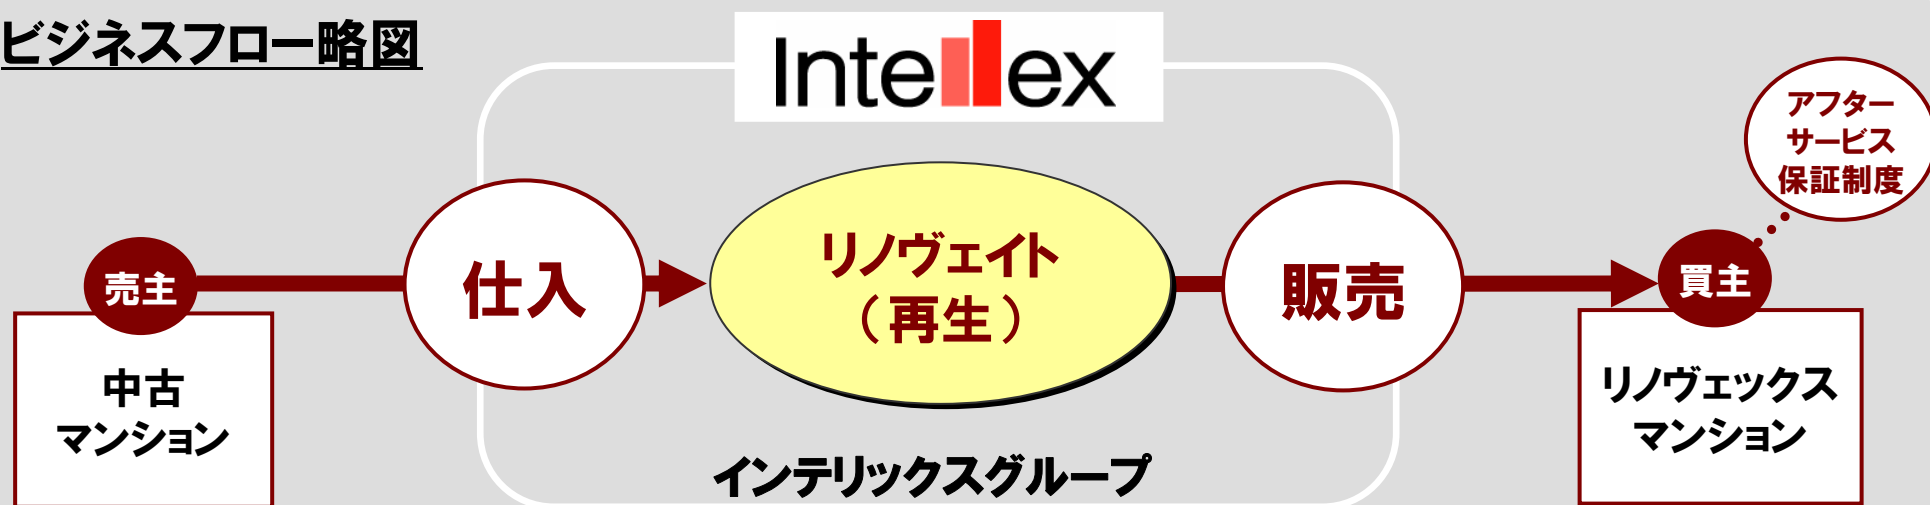 ビジネスフロー略図
Intellex
アフター
サービス
保証制度
売主
仕入
リノヴェイト
（再生）
販売
買主
中古
マンション
リノヴェックス
マンション
インテリックスグループ